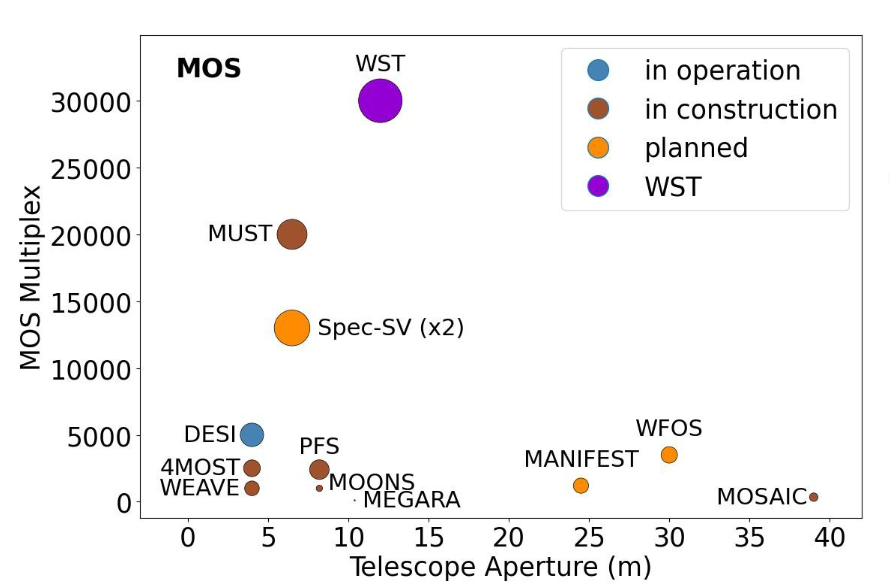 MOS
WST
in operation
in construction
planned
WST
30000
25000
20000
15000
10000
5000
0
MOS Multiplex
MUST
Spec-SV (x2)
DESI
4MOST
WEAVE
PFS
MOONS
MEGARA
MANIFEST
WFOS
MOSAIC
0 5 10 15 20 25 30 35 40
Telescope Aperture (m)